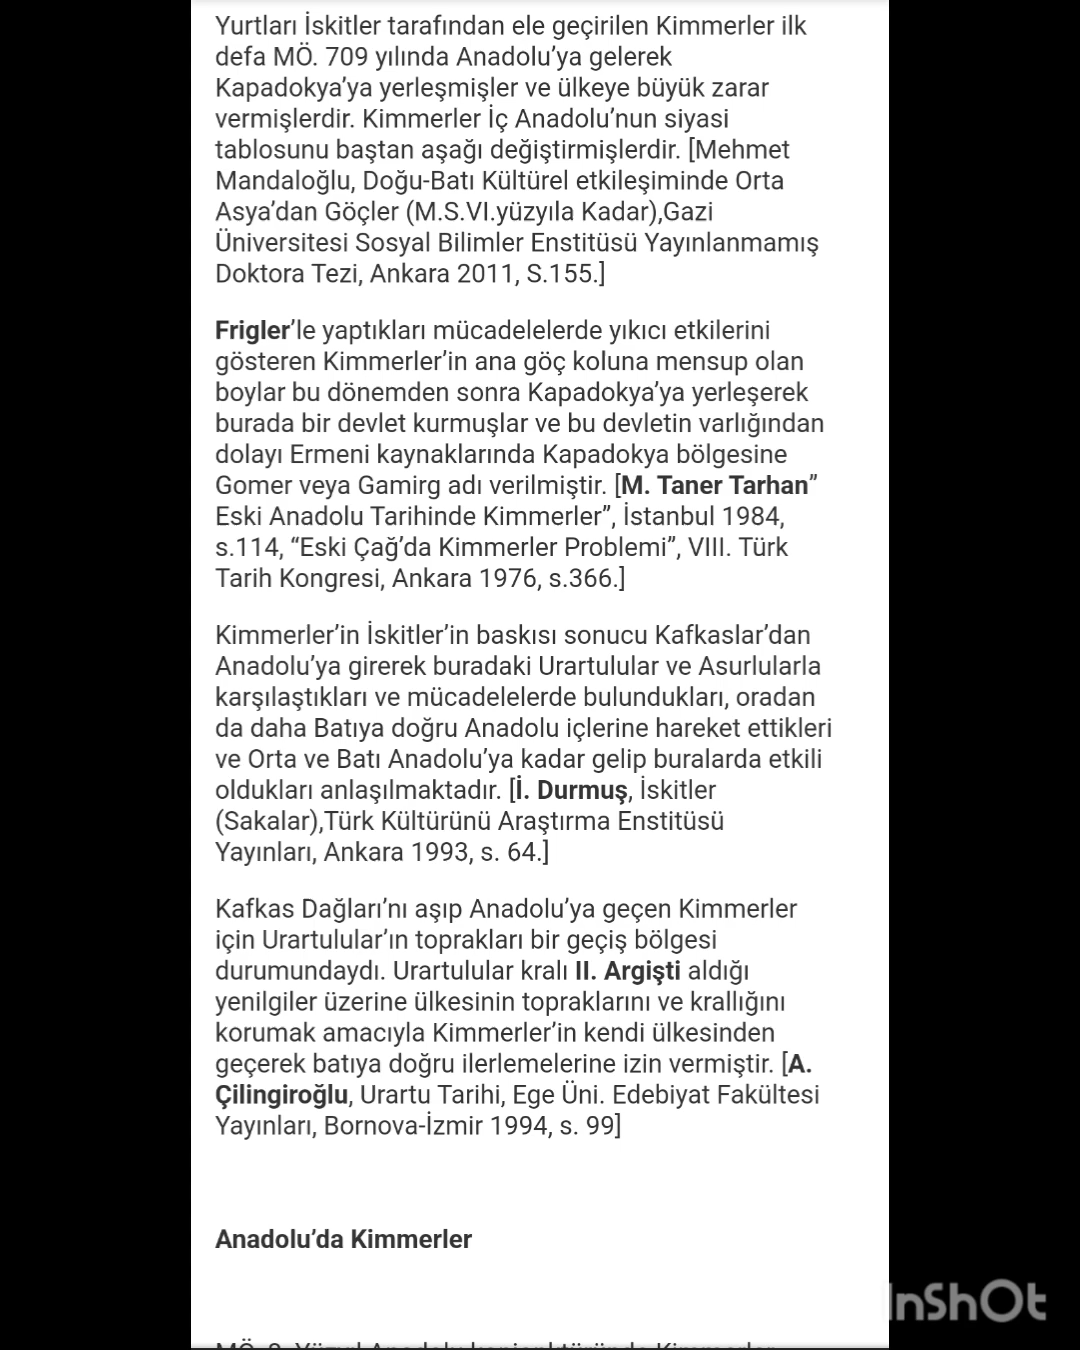 Yurtları İskitler tarafından ele geçirilen Kimmerler ilk
defa MÖ. 709 yılında Anadolu’ya gelerek
Kapadokya’ya yerleşmişler ve ülkeye büyük zarar
vermişlerdir. Kimmerler İç Anadolu’nun siyasi
tablosunu baştan aşağı değiştirmişlerdir. [Mehmet
Mandaloğlu, Doğu-Batı Kültürel etkileşiminde Orta
Asya’dan Göçler (M.S.VI.yüzyıla Kadar),Gazi
Üniversitesi Sosyal Bilimler Enstitüsü Yayınlanmamış
Doktora Tezi, Ankara 2011, S.155.]
Frigler’le yaptıkları mücadelelerde yıkıcı etkilerini
gösteren Kimmerler’in ana göç koluna mensup olan
boylar bu dönemden sonra Kapadokya’ya yerleşerek
burada bir devlet kurmuşlar ve bu devletin varlığından
dolayı Ermeni kaynaklarında Kapadokya bölgesine
Gomer veya Gamirg adı verilmiştir. [M. Taner Tarhan”
Eski Anadolu Tarihinde Kimmerler”, İstanbul 1984,
s.114, “Eski Çağ’da Kimmerler Problemi”, VIII. Türk
Tarih Kongresi, Ankara 1976, s.366.]
Kimmerler’in İskitler’in baskısı sonucu Kafkaslar’dan
Anadolu’ya girerek buradaki Urartulular ve Asurlularla
karşılaştıkları ve mücadelelerde bulundukları, oradan
da daha Batıya doğru Anadolu içlerine hareket ettikleri
ve Orta ve Batı Anadolu’ya kadar gelip buralarda etkili
oldukları anlaşılmaktadır. [İ. Durmuş, İskitler
(Sakalar),Türk Kültürünü Araştırma Enstitüsü
Yayınları, Ankara 1993, s. 64.]
Kafkas Dağları’nı aşıp Anadolu’ya geçen Kimmerler
için Urartulular’ın toprakları bir geçiş bölgesi
durumundaydı. Urartulular kralı II. Argişti aldığı
yenilgiler üzerine ülkesinin topraklarını ve krallığını
korumak amacıyla Kimmerler’in kendi ülkesinden
geçerek batıya doğru ilerlemelerine izin vermiştir. [A.
Çilingiroğlu, Urartu Tarihi, Ege Üni. Edebiyat Fakültesi
Yayınları, Bornova-İzmir 1994, s. 99]
Anadolu’da Kimmerler
InShOt